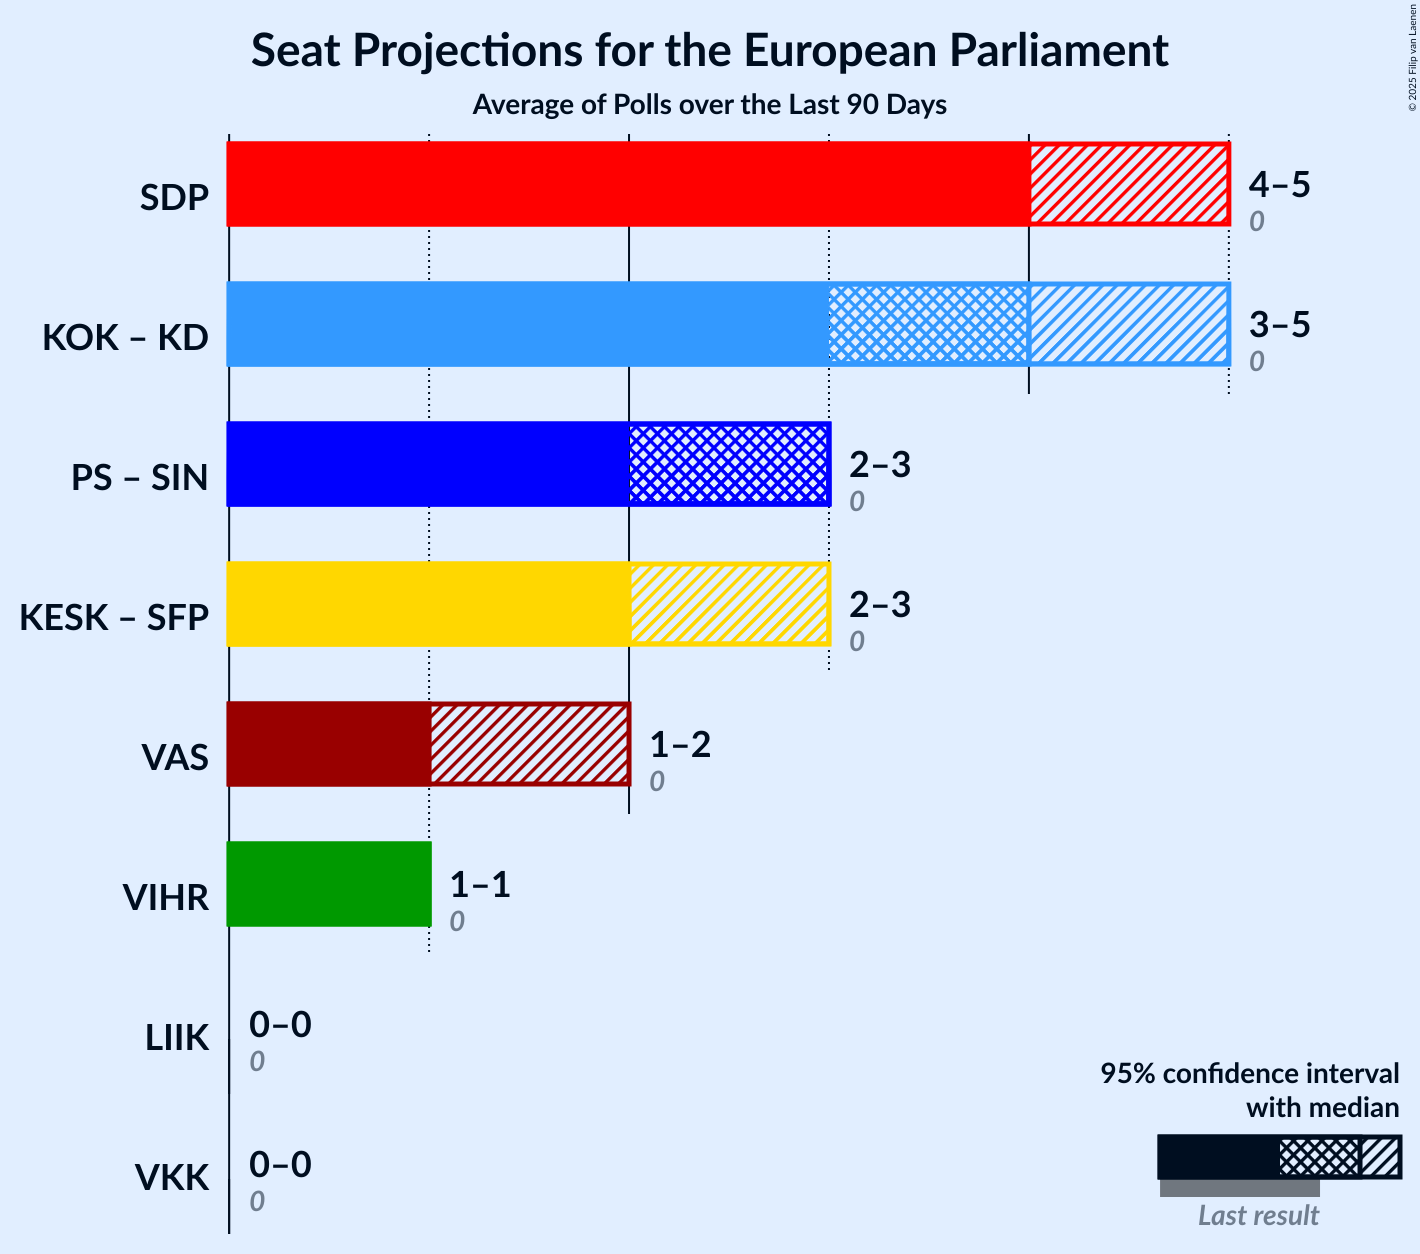 Seat Projections for the European Parliament
Average of Polls over the Last 90 Days
© 2025 Filip van Laenen
SDP
4–5
0
KOK – KD
3–5
0
PS – SIN
2–3
0
KESK – SFP
2–3
0
VAS
1–2
0
VIHR
1–1
0
LIIK
0–0
0
VKK
0–0
0
95% confidence interval
with median
Last result